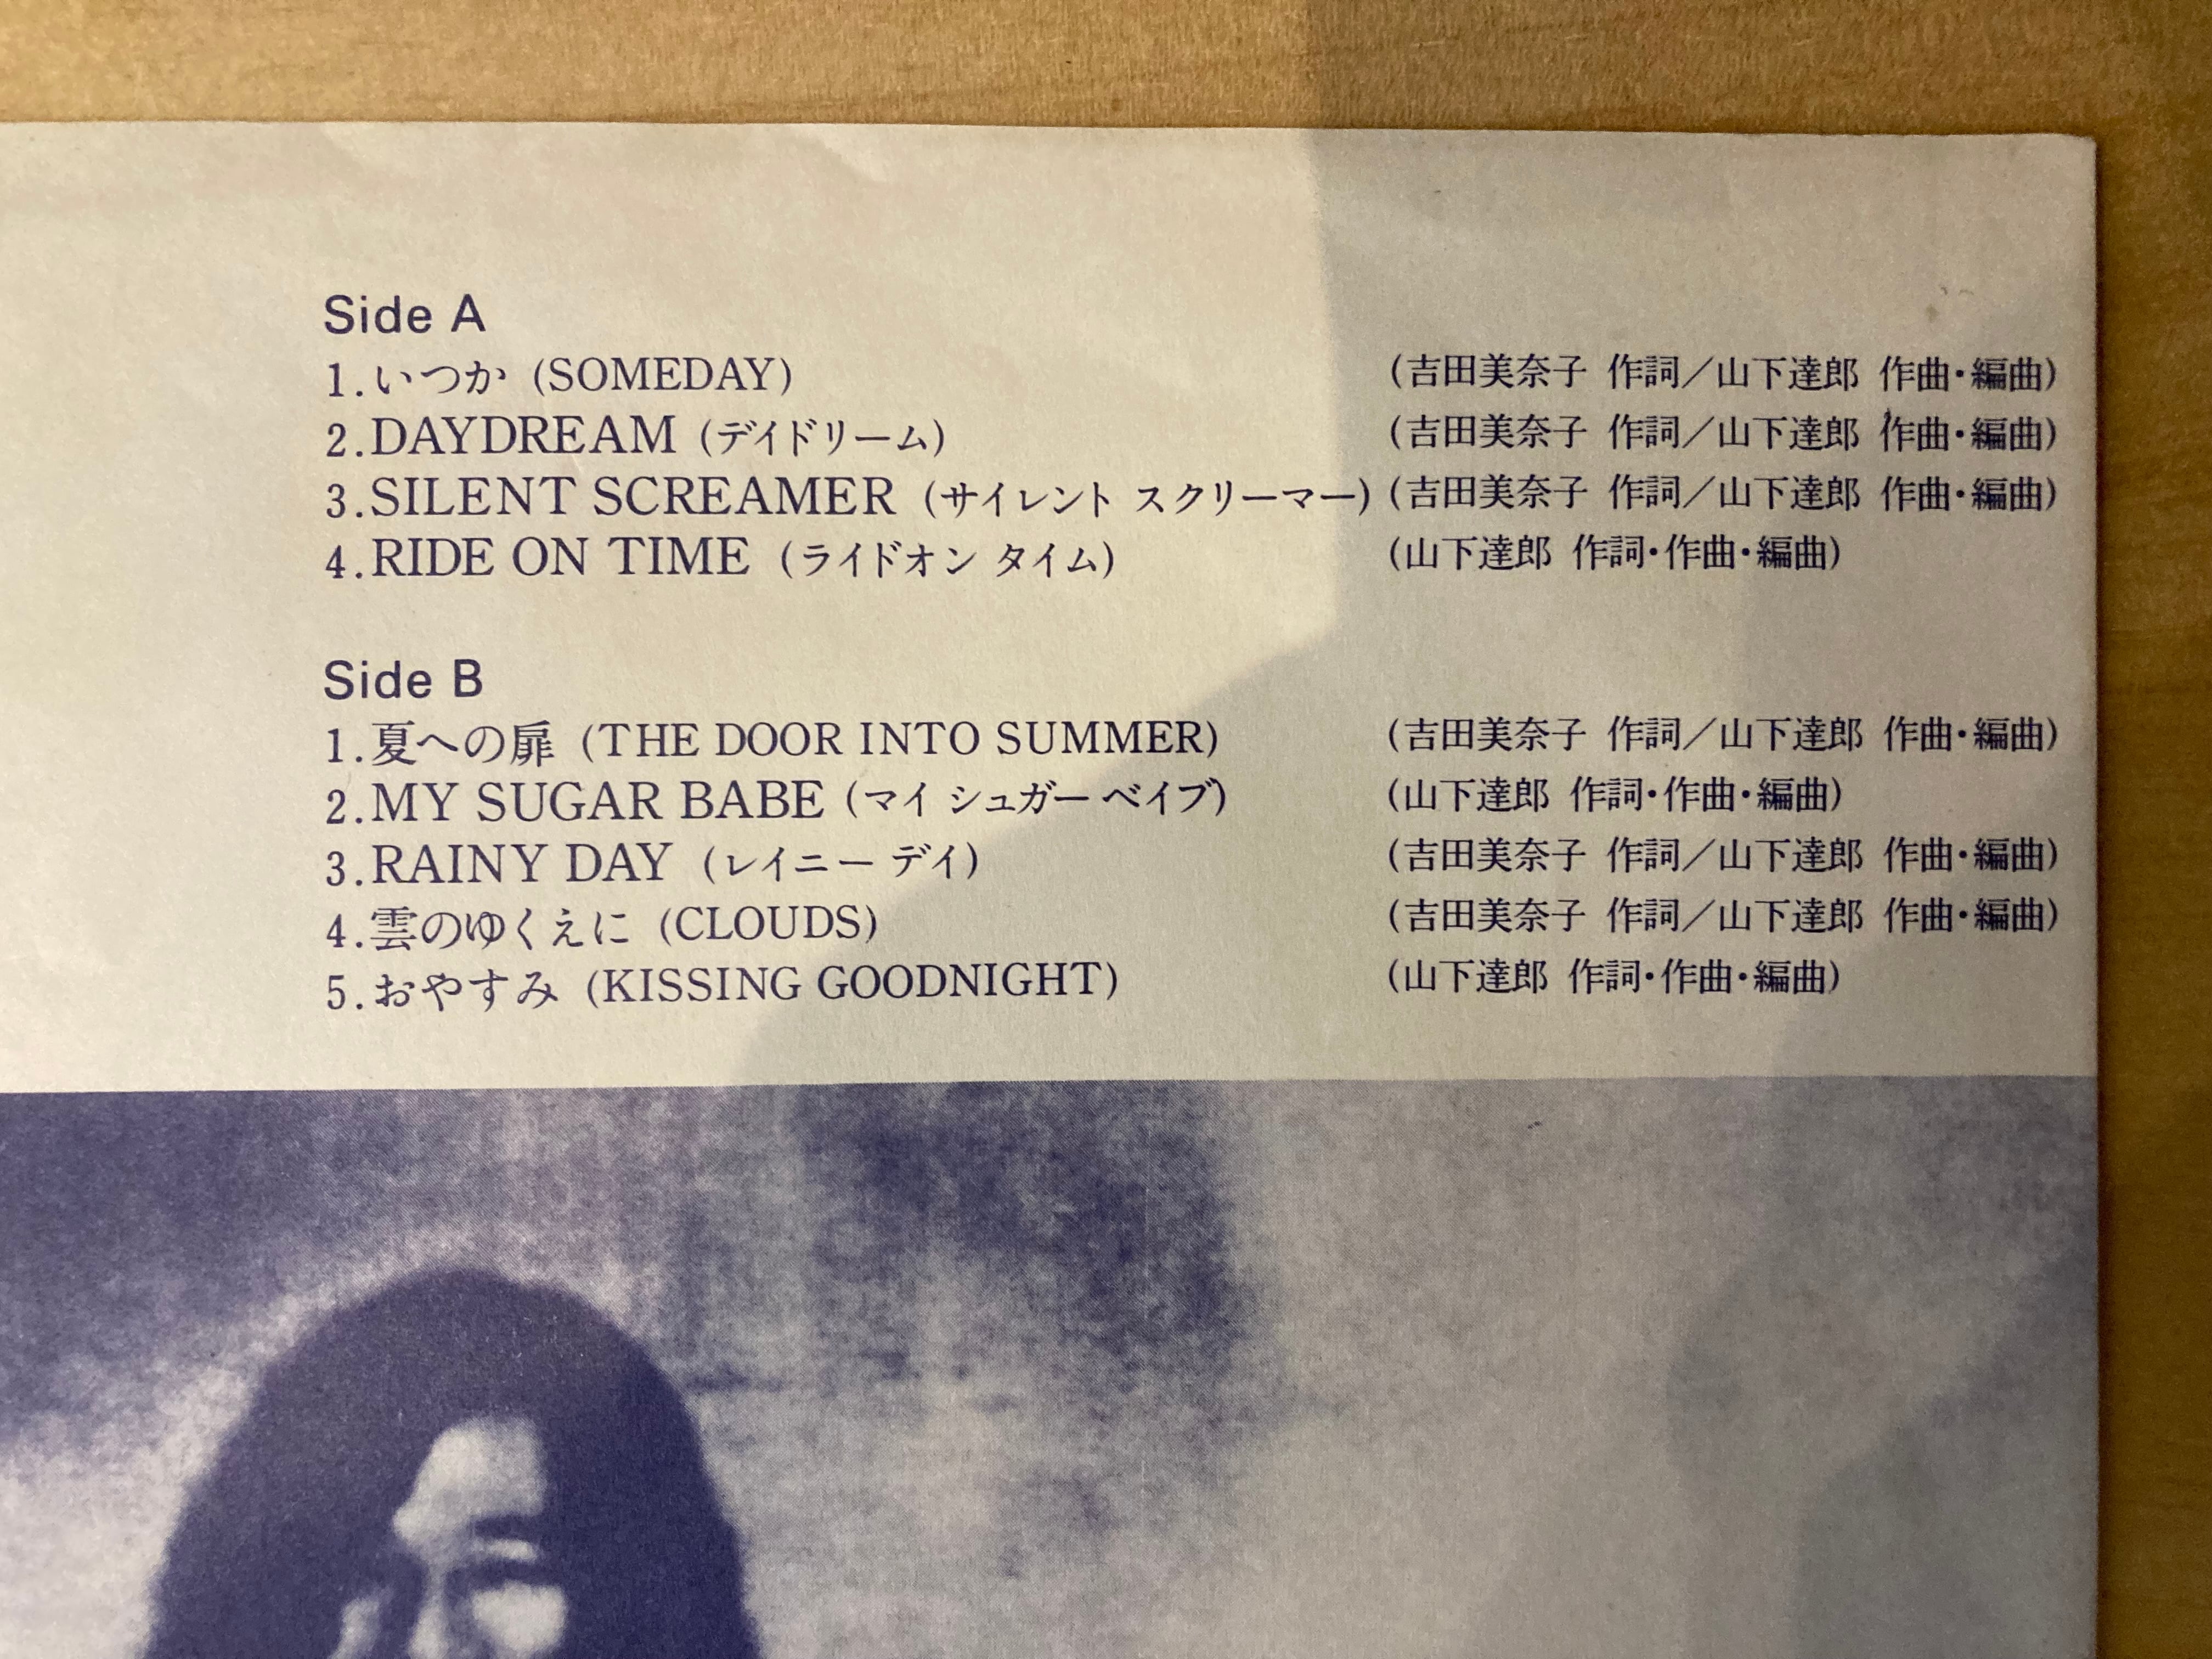 Side A
1.いつか (SOMEDAY) (吉田美奈子 作詞／山下達郎 作曲・編曲)
2.DAYDREAM (デイドリーム) (吉田美奈子 作詞／山下達郎 作曲・編曲)
3.SILENT SCREAMER (サイレント スクリーマー) (吉田美奈子 作詞／山下達郎 作曲・編曲)
4.RIDE ON TIME (ライドオン タイム) (山下達郎 作詞・作曲・編曲)
Side B
1.夏への扉 (THE DOOR INTO SUMMER) (吉田美奈子 作詞／山下達郎 作曲・編曲)
2.MY SUGAR BABE (マイ シュガー ベイブ) (山下達郎 作詞・作曲・編曲)
3.RAINY DAY (レイニー デイ) (吉田美奈子 作詞／山下達郎 作曲・編曲)
4.雲のゆくえに (CLOUDS) (吉田美奈子 作詞／山下達郎 作曲・編曲)
5.おやすみ (KISSING GOODNIGHT) (山下達郎 作詞・作曲・編曲)